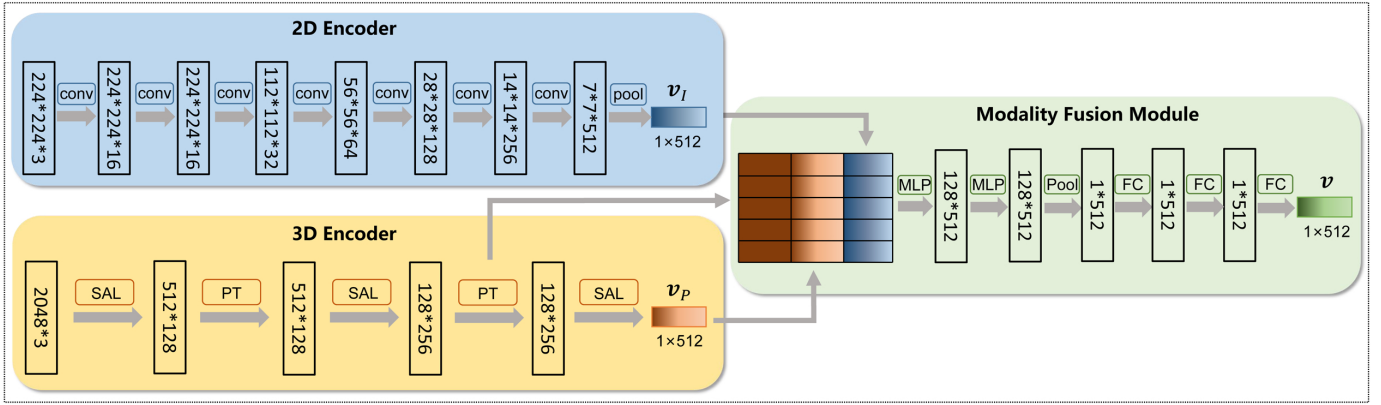 2D Encoder
224*224*3
conv
224*224*16
conv
224*224*16
conv
112*112*32
conv
56*56*64
conv
28*28*128
conv
14*14*256
conv
7*7*512
pool
v_I
1×512
3D Encoder
2048*3
SAL
512*128
PT
512*128
SAL
128*256
PT
128*256
SAL
v_P
1×512
Modality Fusion Module
MLP
128*512
MLP
128*512
Pool
1*512
FC
1*512
FC
1*512
FC
v
1×512